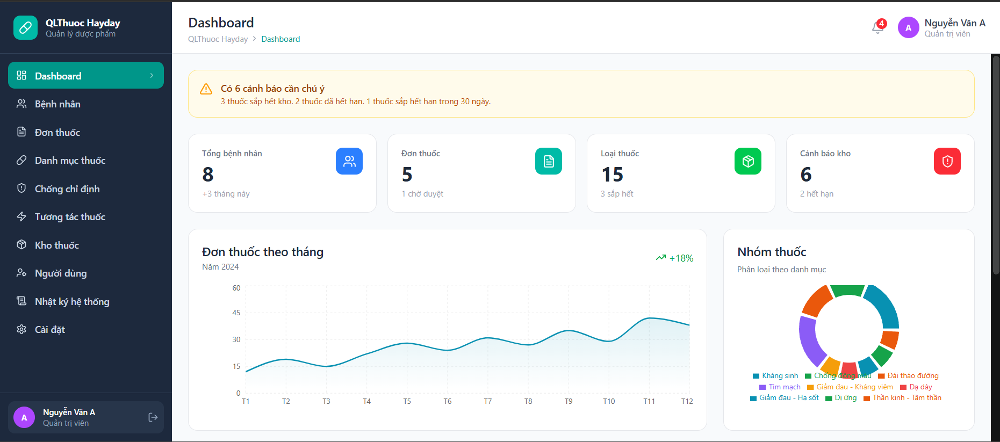 QLThuoc Hayday
Quản lý dược phẩm
Dashboard
Bệnh nhân
Đơn thuốc
Danh mục thuốc
Chống chỉ định
Tương tác thuốc
Kho thuốc
Người dùng
Nhật ký hệ thống
Cài đặt
A
Nguyễn Văn A
Quản trị viên
Dashboard
QLThuoc Hayday > Dashboard
4
A
Nguyễn Văn A
Quản trị viên
Có 6 cảnh báo cần chú ý
3 thuốc sắp hết kho. 2 thuốc đã hết hạn. 1 thuốc sắp hết hạn trong 30 ngày.
Tổng bệnh nhân
8
+3 tháng này
Đơn thuốc
5
1 chờ duyệt
Loại thuốc
15
3 sắp hết
Cảnh báo kho
6
2 hết hạn
Đơn thuốc theo tháng
Năm 2024
+18%
60
45
30
15
0
T1 T2 T3 T4 T5 T6 T7 T8 T9 T10 T11 T12
Nhóm thuốc
Phân loại theo danh mục
Kháng sinh Chống đông máu Đái tháo đường
Tim mạch Giảm đau - Kháng viêm Dạ dày
Giảm đau - Hạ sốt Dị ứng Thần kinh - Tâm thần